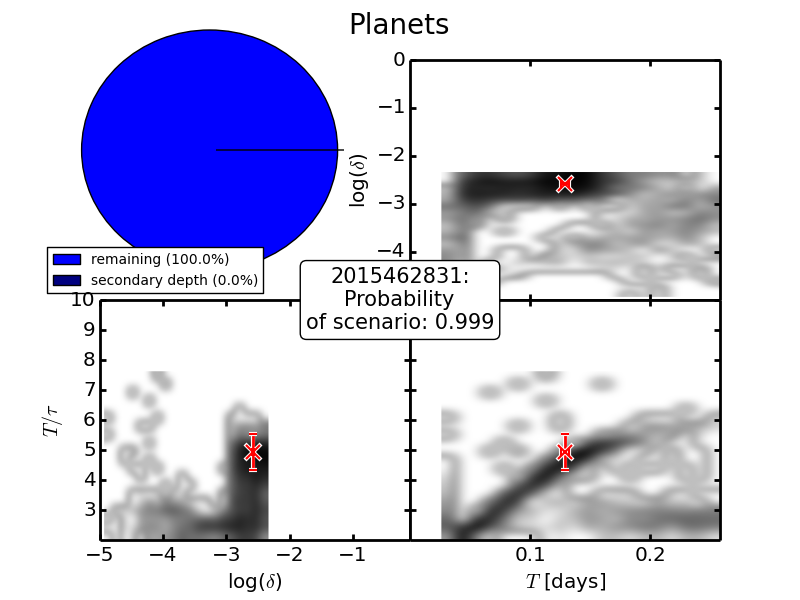 Planets
0
−1
−2
−3
−4
log(δ)
remaining (100.0%)
secondary depth (0.0%)
2015462831:
Probability
of scenario: 0.999
10
9
8
7
6
5
4
3
T/τ
−5 −4 −3 −2 −1
log(δ)
0.1 0.2
T [days]